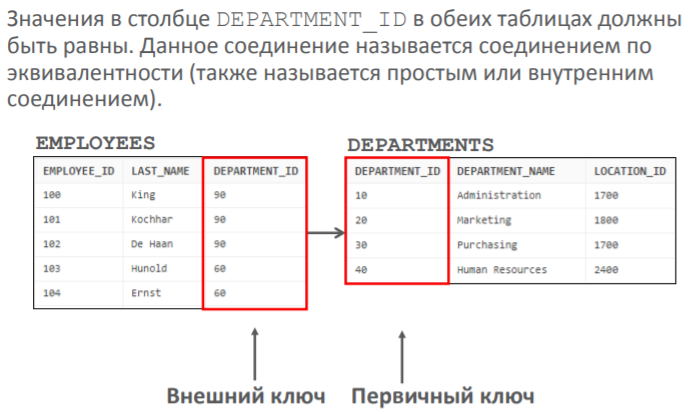 Значения в столбце DEPARTMENT_ID в обеих таблицах должны
быть равны. Данное соединение называется соединением по
эквивалентности (также называется простым или внутренним
соединением).
EMPLOYEES
EMPLOYEE_ID LAST_NAME DEPARTMENT_ID
100 King 90
101 Kochhar 90
102 De Haan 90
103 Hunold 60
104 Ernst 60
DEPARTMENTS
DEPARTMENT_ID DEPARTMENT_NAME LOCATION_ID
10 Administration 1700
20 Marketing 1800
30 Purchasing 1700
40 Human Resources 2400
Внешний ключ Первичный ключ